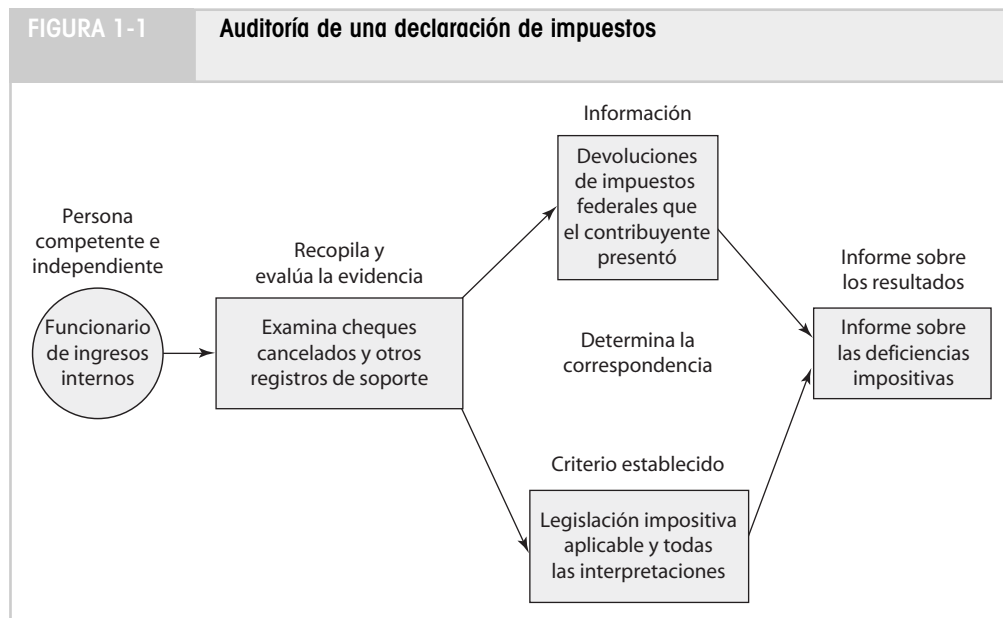 FIGURA 1-1
Auditoría de una declaración de impuestos
Persona
competente e
independiente
Funcionario
de ingresos
internos
Recopila y
evalúa la evidencia
Examina cheques
cancelados y otros
registros de soporte
Información
Devoluciones
de impuestos
federales que
el contribuyente
presentó
Determina la
correspondencia
Criterio establecido
Legislación impositiva
aplicable y todas
las interpretaciones
Informe sobre
los resultados
Informe sobre
las deficiencias
impositivas